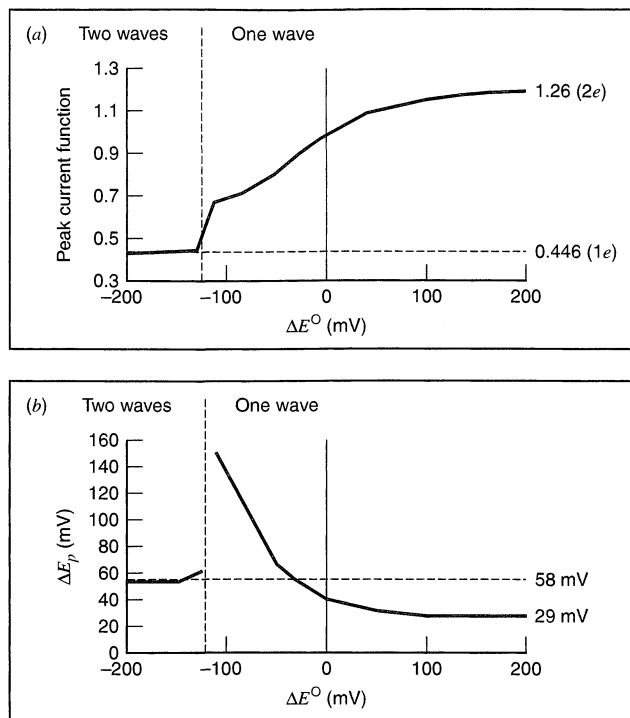 (a) Two waves One wave
1.3
1.1
0.9
0.7
0.5
0.3
Peak current function
1.26 (2e)
0.446 (1e)
−200 −100 0 100 200
ΔE^O (mV)
(b) Two waves One wave
160
140
120
100
80
60
40
20
0
ΔE_p (mV)
58 mV
29 mV
−200 −100 0 100 200
ΔE^O (mV)